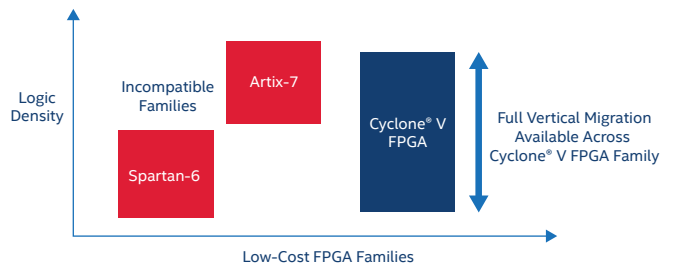 Logic
Density
Incompatible
Families
Artix-7
Spartan-6
Cyclone® V
FPGA
Full Vertical Migration
Available Across
Cyclone® V FPGA Family
Low-Cost FPGA Families